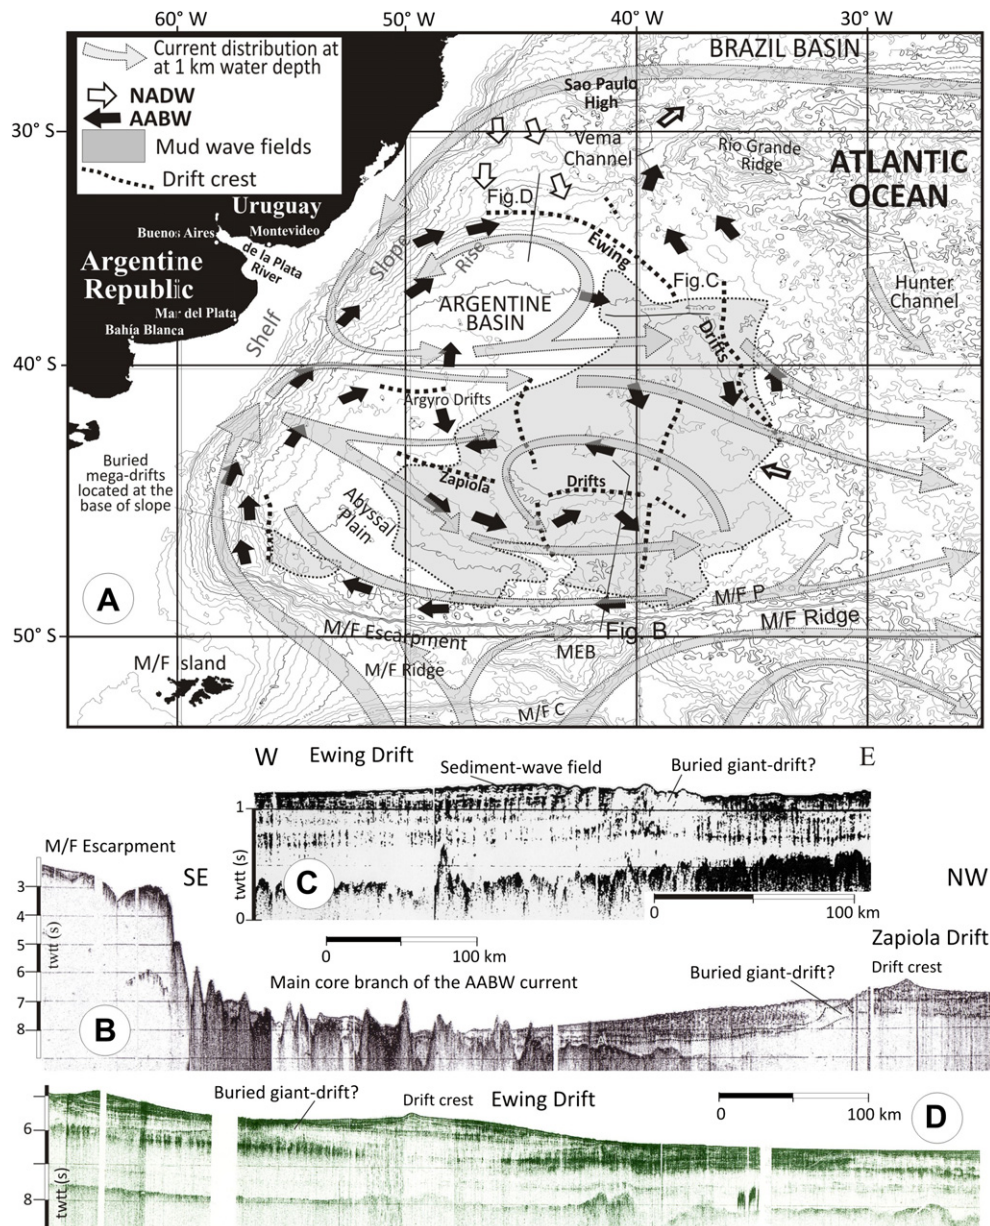 60° W
50° W
40° W
30° W
Current distribution at
at 1 km water depth
NADW
AABW
Mud wave fields
Drift crest
BRAZIL BASIN
Sao Paulo
High
30° S
Vema
Channel
Rio Grande
Ridge
ATLANTIC
OCEAN
Fig.D
Uruguay
Buenos Aires
Montevideo
de la Plata
River
Argentine
Republic
Mar del Plata
Bahía Blanca
Shelf
Slope
Rise
Ewing
Fig.C
Drifts
ARGENTINE
BASIN
Hunter
Channel
40° S
Argyro Drifts
Buried
mega-drifts
located at the
base of slope
Zapiola
Drifts
Abyssal
Plain
A
M/F P
M/F Ridge
50° S
M/F Escarpment
Fig. B
MEB
M/F Island
M/F Ridge
M/F C
W
Ewing Drift
E
Sediment-wave field
Buried giant-drift?
1
twtt (s)
0
C
0
100 km
M/F Escarpment
SE
NW
3
4
5
6
7
8
twtt (s)
B
0
100 km
Main core branch of the AABW current
Zapiola Drift
Buried giant-drift?
Drift crest
Buried giant-drift?
Drift crest
Ewing Drift
0
100 km
D
6
8
twtt (s)